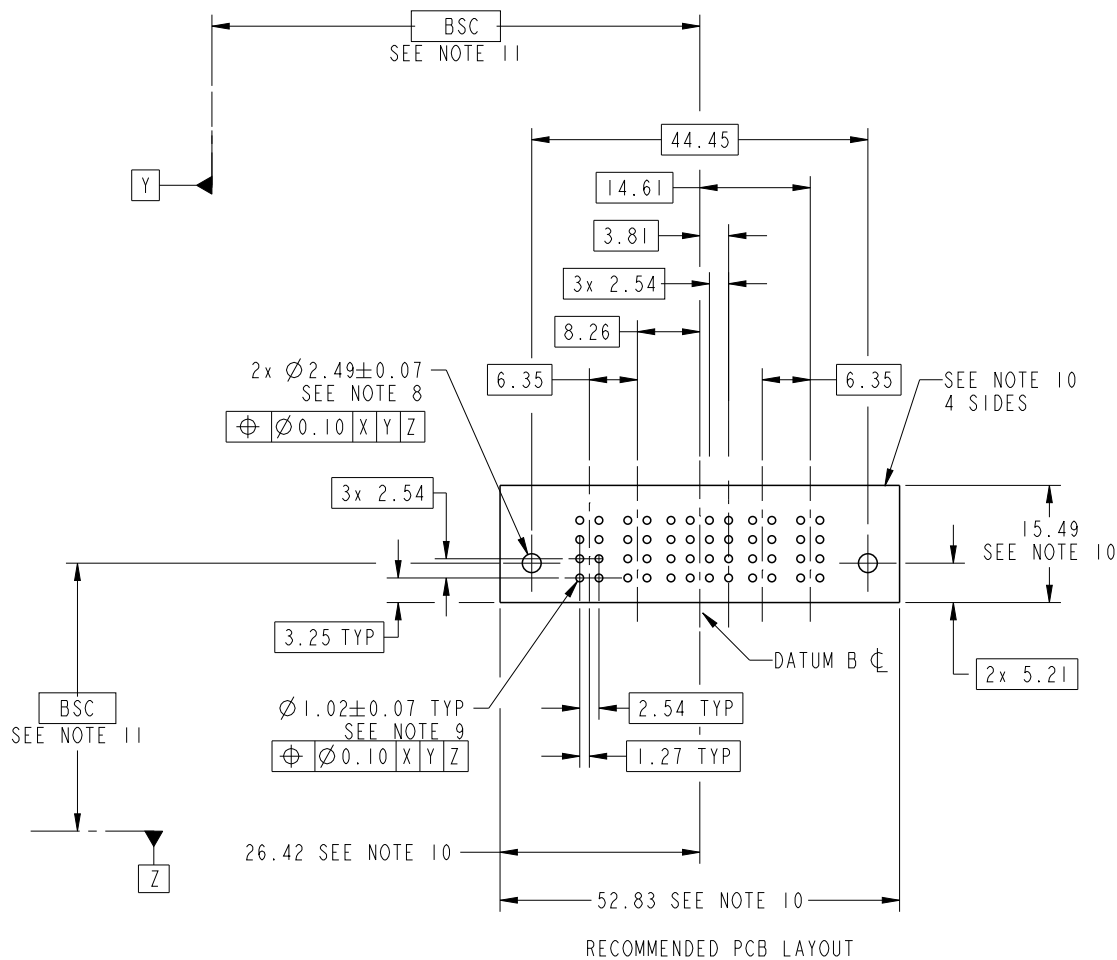 BSC
SEE NOTE 11
44.45
Y
14.61
3.81
3x 2.54
8.26
2x Ø2.49±0.07
SEE NOTE 8
⌖ Ø0.10 X Y Z
6.35
6.35
SEE NOTE 10
4 SIDES
3x 2.54
15.49
SEE NOTE 10
3.25 TYP
DATUM B ℄
2x 5.21
BSC
SEE NOTE 11
Ø1.02±0.07 TYP
SEE NOTE 9
⌖ Ø0.10 X Y Z
2.54 TYP
1.27 TYP
Z
26.42 SEE NOTE 10
52.83 SEE NOTE 10
RECOMMENDED PCB LAYOUT